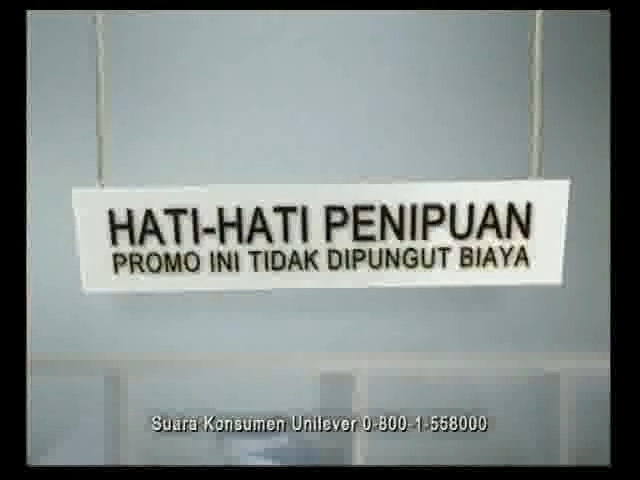 HATI-HATI PENIPUAN
PROMO INI TIDAK DIPUNGUT BIAYA
Suara Konsumen Unilever 0-800-1-558000